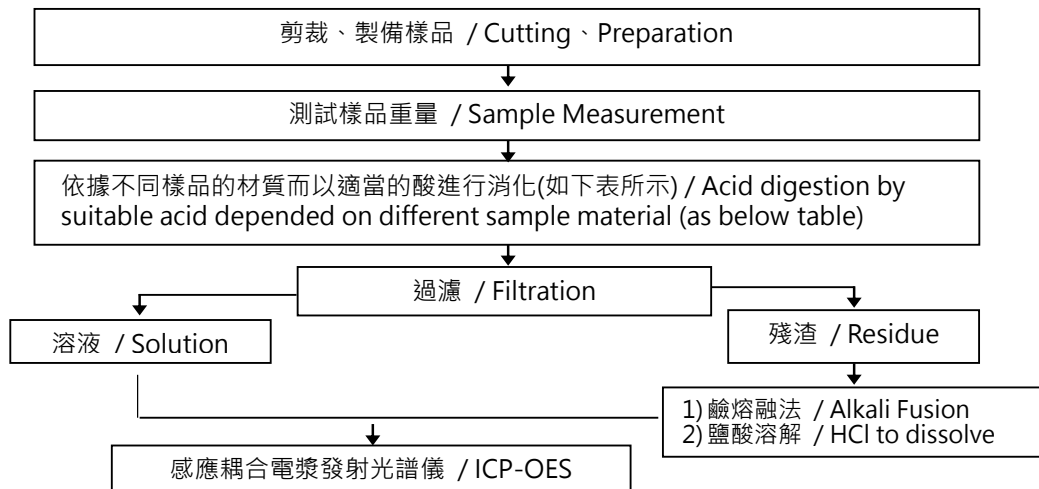 剪裁、製備樣品 / Cutting、Preparation
測試樣品重量 / Sample Measurement
依據不同樣品的材質而以適當的酸進行消化(如下表所示) / Acid digestion by
suitable acid depended on different sample material (as below table)
過濾 / Filtration
溶液 / Solution
殘渣 / Residue
1) 鹼熔融法 / Alkali Fusion
2) 鹽酸溶解 / HCl to dissolve
感應耦合電漿發射光譜儀 / ICP-OES